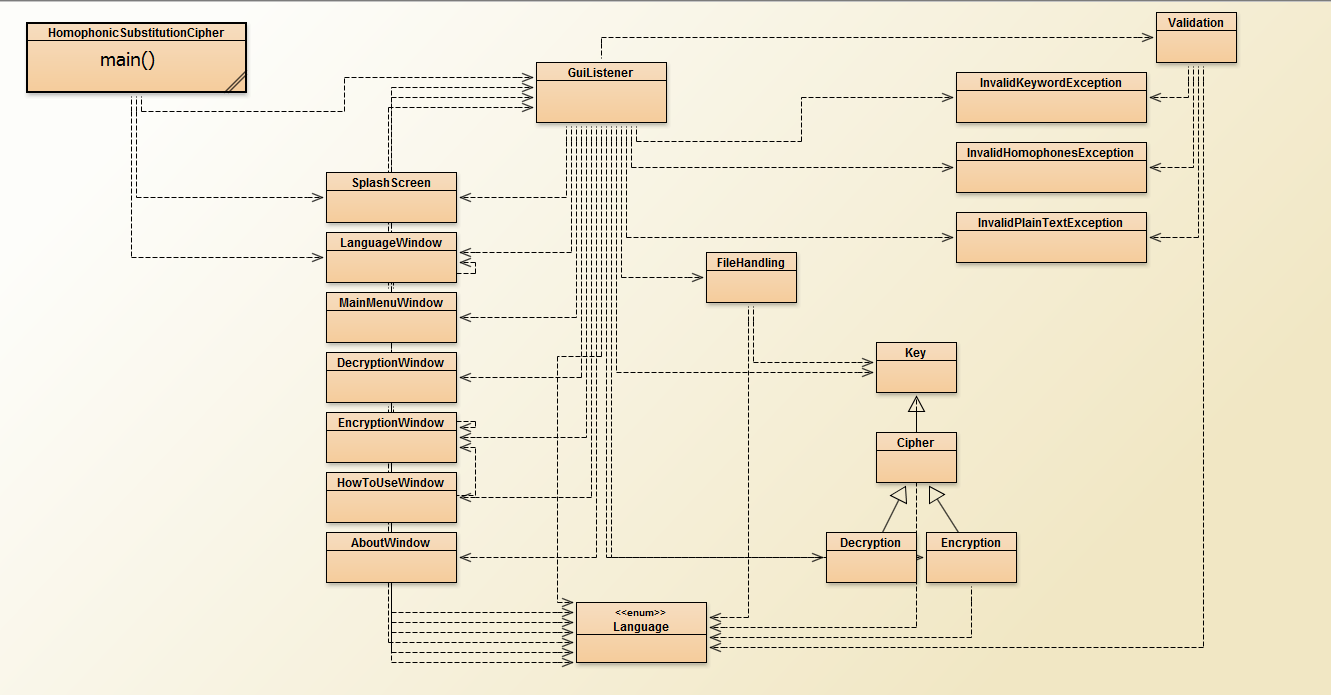 HomophonicSubstitutionCipher
main()
Validation
GuiListener
InvalidKeywordException
InvalidHomophonesException
SplashScreen
InvalidPlainTextException
LanguageWindow
FileHandling
MainMenuWindow
Key
DecryptionWindow
EncryptionWindow
Cipher
HowToUseWindow
AboutWindow
Decryption
Encryption
<<enum>>
Language